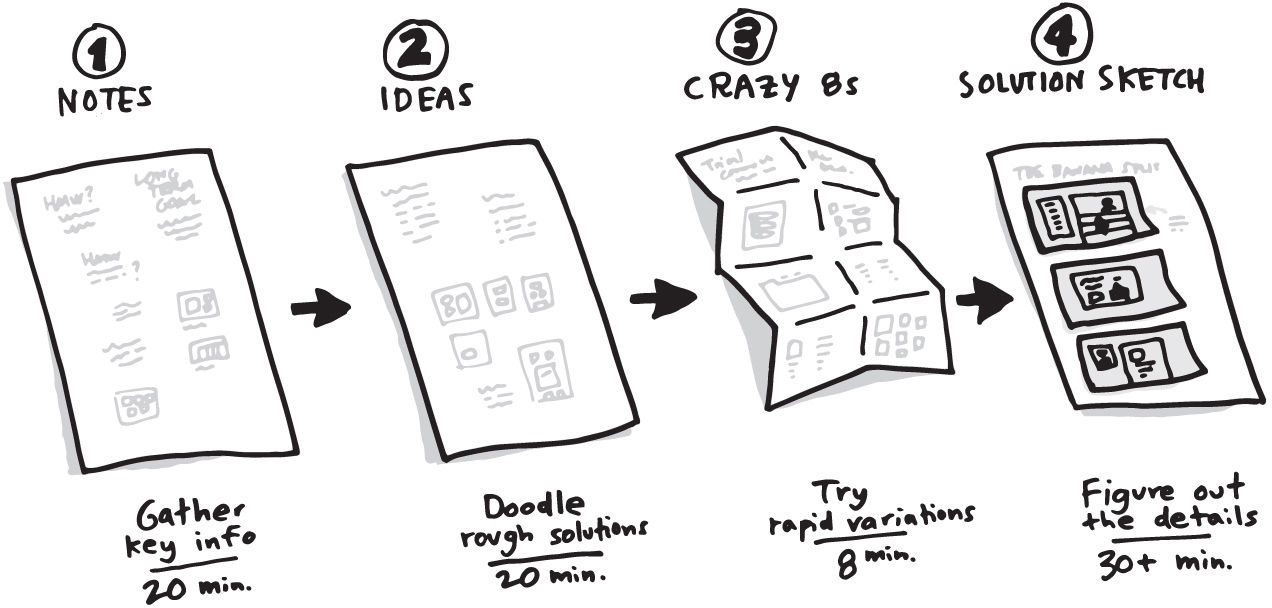 1
NOTES
HOW?
LONG
TERM
GOAL
HOW
?
Gather
key info
20 min.
2
IDEAS
Doodle
rough solutions
20 min.
3
CRAZY 8s
Trial
Try
rapid variations
8 min.
4
SOLUTION SKETCH
THE BANANA SPLIT
Figure out
the details
30+ min.